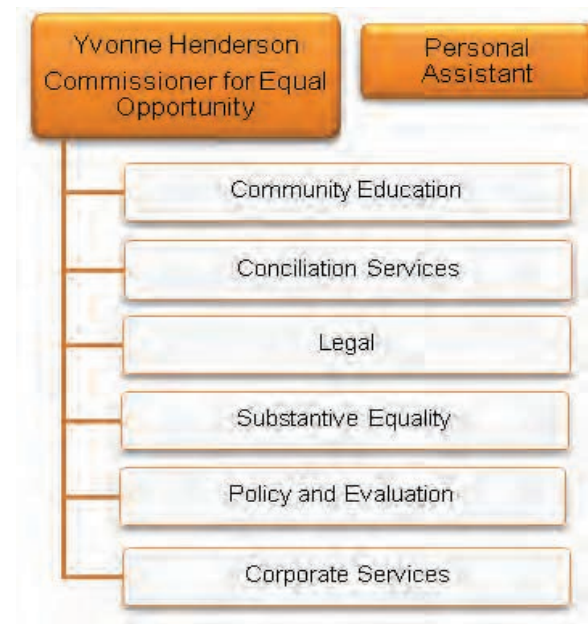 Yvonne Henderson
Commissioner for Equal
Opportunity
Personal
Assistant
Community Education
Conciliation Services
Legal
Substantive Equality
Policy and Evaluation
Corporate Services